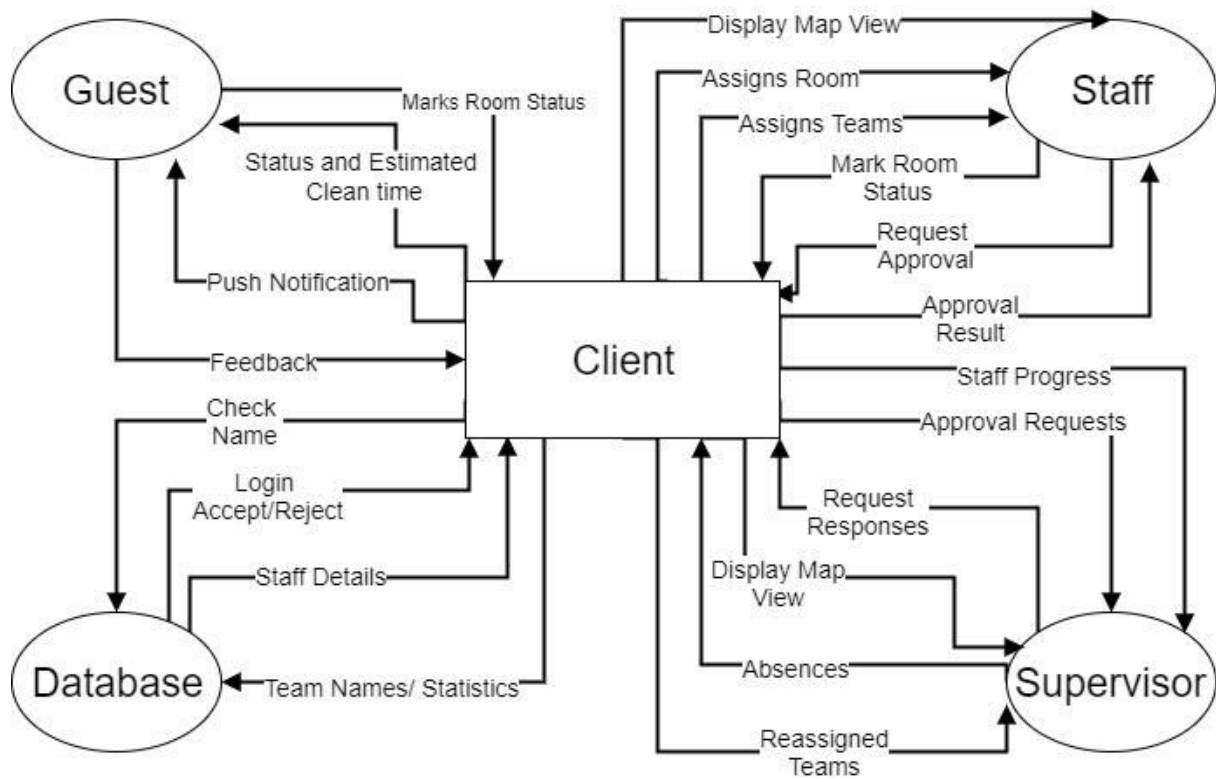 Display Map View
Guest
Staff
Assigns Room
Marks Room Status
Assigns Teams
Status and Estimated
Clean time
Mark Room
Status
Request
Approval
Push Notification
Approval
Result
Client
Feedback
Staff Progress
Check
Name
Approval Requests
Login
Accept/Reject
Request
Responses
Staff Details
Display Map
View
Database
Team Names/ Statistics
Absences
Supervisor
Reassigned
Teams